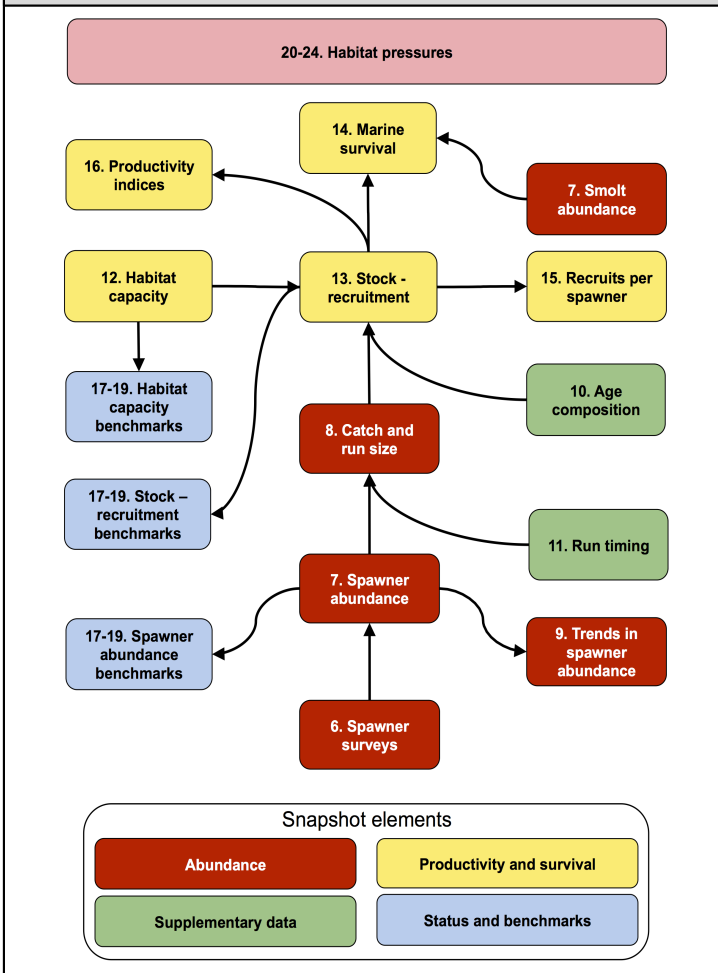 20-24. Habitat pressures
14. Marine
survival
16. Productivity
indices
7. Smolt
abundance
12. Habitat
capacity
13. Stock -
recruitment
15. Recruits per
spawner
17-19. Habitat
capacity
benchmarks
10. Age
composition
8. Catch and
run size
17-19. Stock –
recruitment
benchmarks
11. Run timing
7. Spawner
abundance
17-19. Spawner
abundance
benchmarks
9. Trends in
spawner
abundance
6. Spawner
surveys
Snapshot elements
Abundance
Productivity and survival
Supplementary data
Status and benchmarks